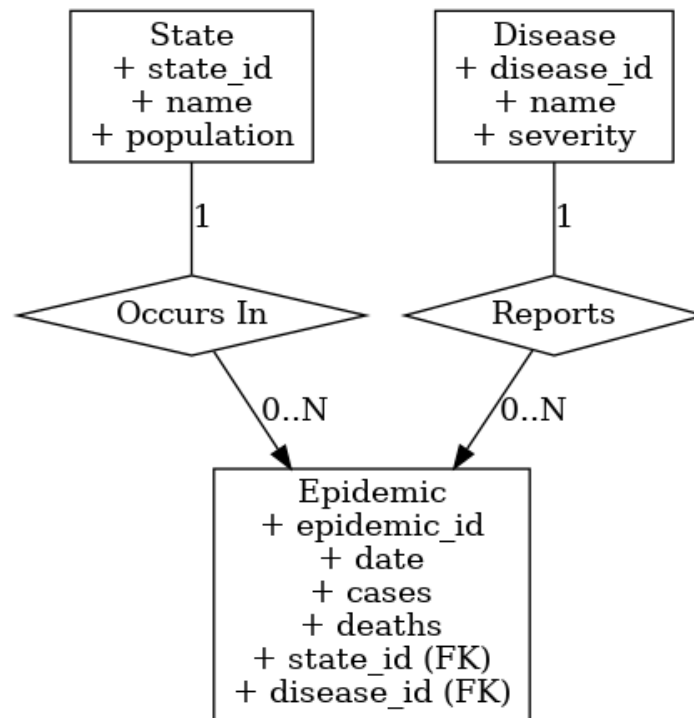 State
+ state_id
+ name
+ population
Disease
+ disease_id
+ name
+ severity
1
1
Occurs In
Reports
0..N
0..N
Epidemic
+ epidemic_id
+ date
+ cases
+ deaths
+ state_id (FK)
+ disease_id (FK)